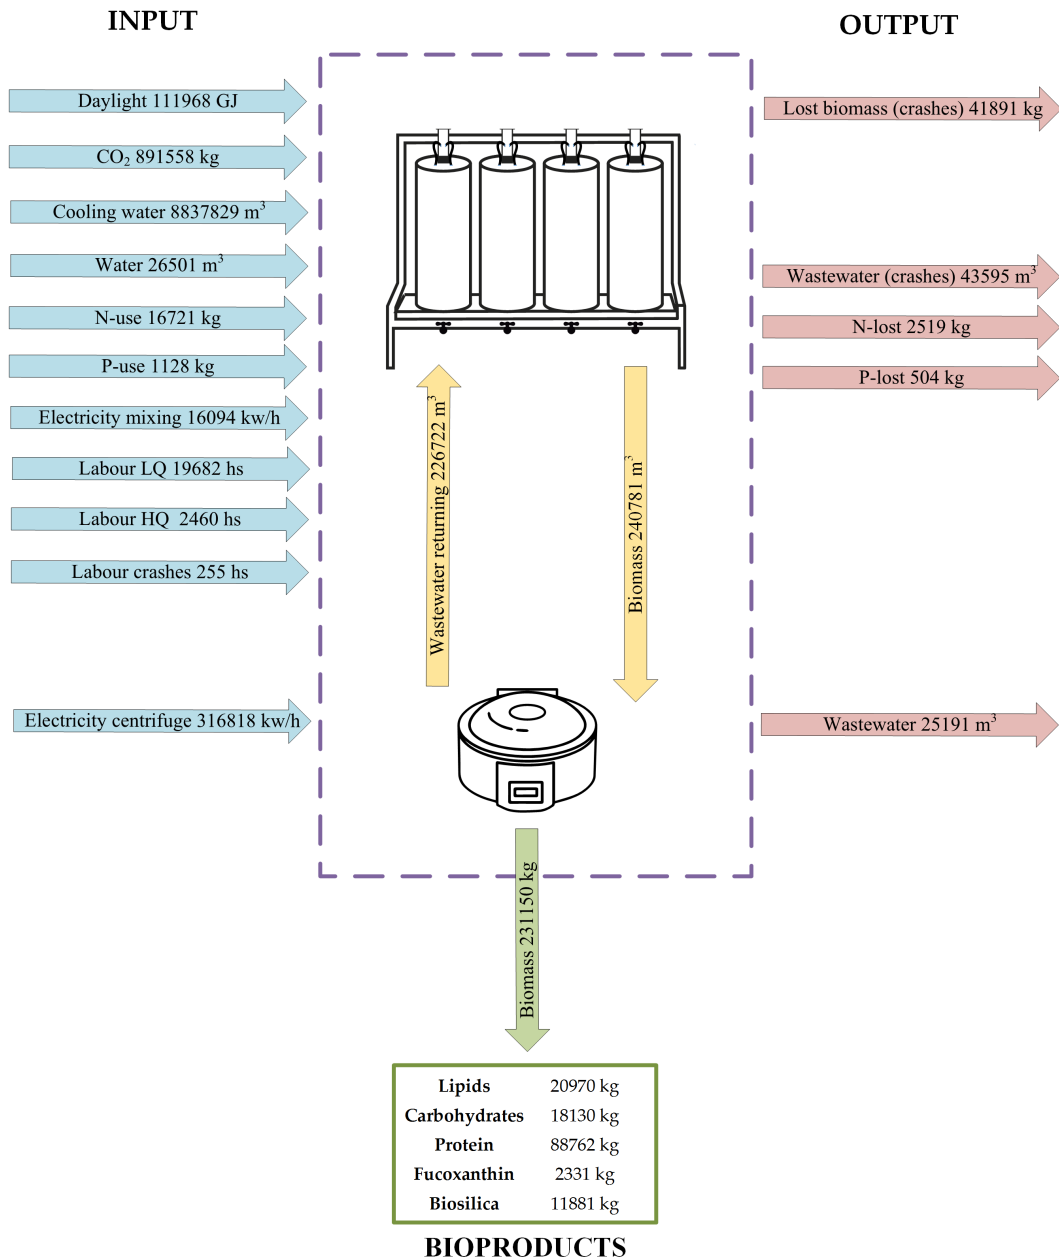 INPUT
OUTPUT
Daylight 111968 GJ
CO₂ 891558 kg
Cooling water 8837829 m³
Water 26501 m³
N-use 16721 kg
P-use 1128 kg
Electricity mixing 16094 kw/h
Labour LQ 19682 hs
Labour HQ 2460 hs
Labour crashes 255 hs
Electricity centrifuge 316818 kw/h
Wastewater returning 226722 m³
Biomass 240781 m³
Lost biomass (crashes) 41891 kg
Wastewater (crashes) 43595 m³
N-lost 2519 kg
P-lost 504 kg
Wastewater 25191 m³
Biomass 231150 kg
Lipids 20970 kg
Carbohydrates 18130 kg
Protein 88762 kg
Fucoxanthin 2331 kg
Biosilica 11881 kg
BIOPRODUCTS